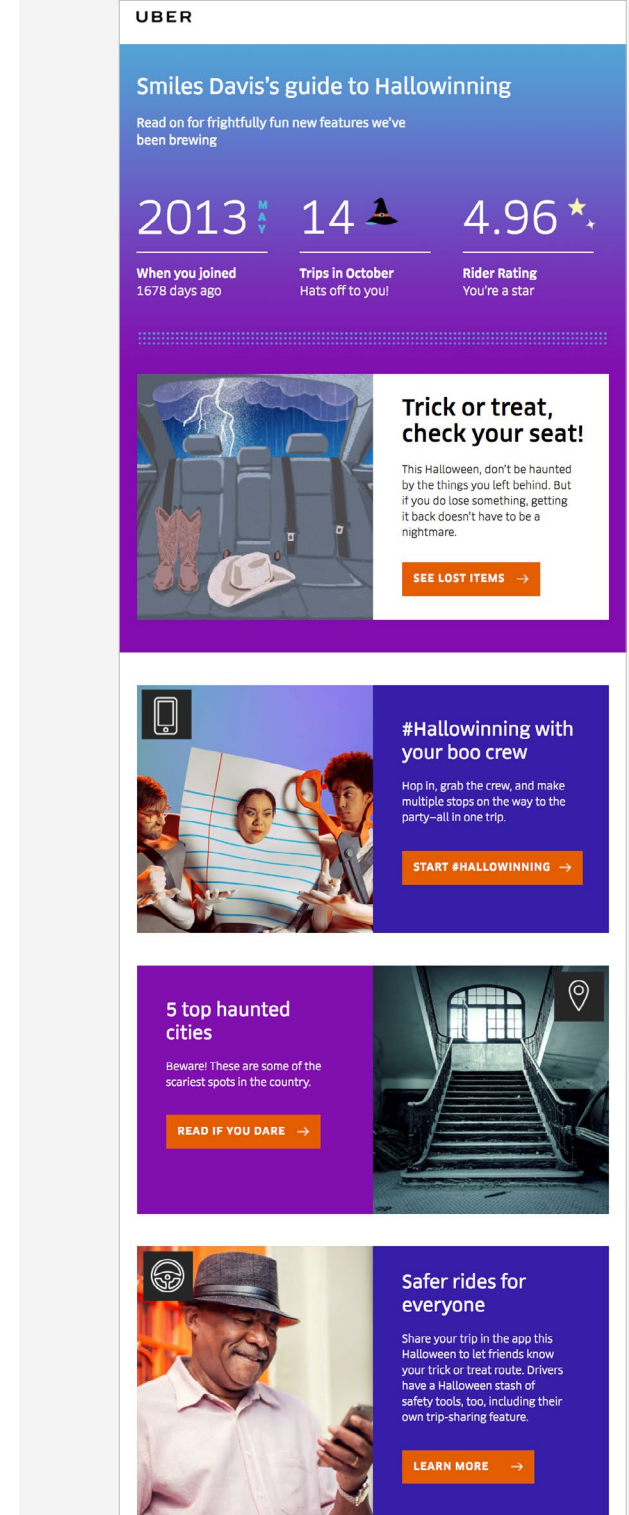 UBER
Smiles Davis’s guide to Hallowinning
Read on for frightfully fun new features we’ve
been brewing
2013 MAY
When you joined
1678 days ago
14
Trips in October
Hats off to you!
4.96
Rider Rating
You’re a star
Trick or treat,
check your seat!
This Halloween, don’t be haunted
by the things you left behind. But
if you do lose something, getting
it back doesn’t have to be a
nightmare.
SEE LOST ITEMS →
#Hallowinning with
your boo crew
Hop in, grab the crew, and make
multiple stops on the way to the
party—all in one trip.
START #HALLOWINNING →
5 top haunted
cities
Beware! These are some of the
scariest spots in the country.
READ IF YOU DARE →
Safer rides for
everyone
Share your trip in the app this
Halloween to let friends know
your trick or treat route. Drivers
have a Halloween stash of
safety tools, too, including their
own trip-sharing feature.
LEARN MORE →